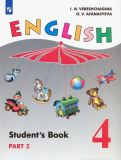 I. N. VERESHCHAGINA
O. V. AFANASYEVA
ENGLISH
Student's Book
PART 2
4